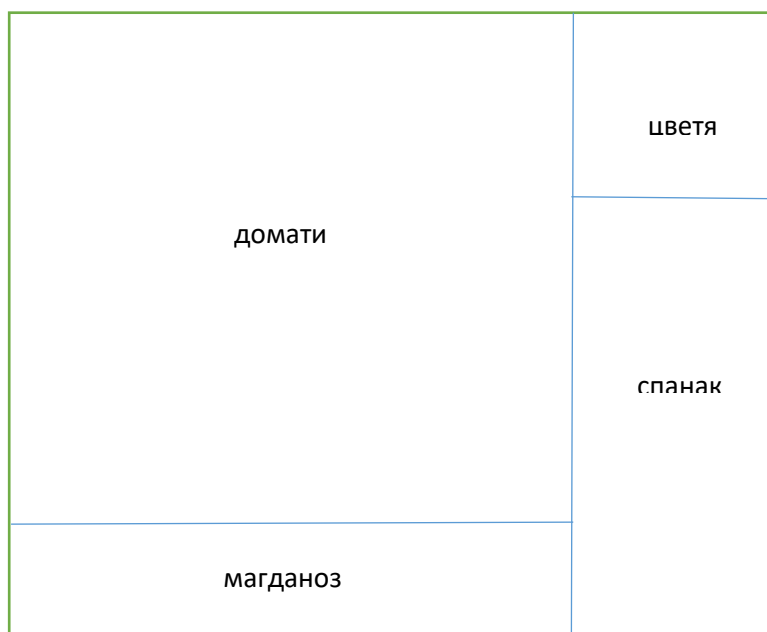 цветя
домати
спанак
магданоз